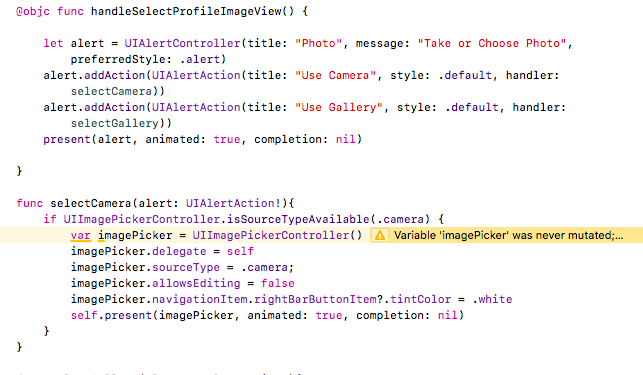 @objc func handleSelectProfileImageView() {
let alert = UIAlertController(title: "Photo", message: "Take or Choose Photo",
preferredStyle: .alert)
alert.addAction(UIAlertAction(title: "Use Camera", style: .default, handler:
selectCamera))
alert.addAction(UIAlertAction(title: "Use Gallery", style: .default, handler:
selectGallery))
present(alert, animated: true, completion: nil)
}
func selectCamera(alert: UIAlertAction!){
if UIImagePickerController.isSourceTypeAvailable(.camera) {
var imagePicker = UIImagePickerController() Variable 'imagePicker' was never mutated;...
imagePicker.delegate = self
imagePicker.sourceType = .camera;
imagePicker.allowsEditing = false
imagePicker.navigationItem.rightBarButtonItem?.tintColor = .white
self.present(imagePicker, animated: true, completion: nil)
}
}